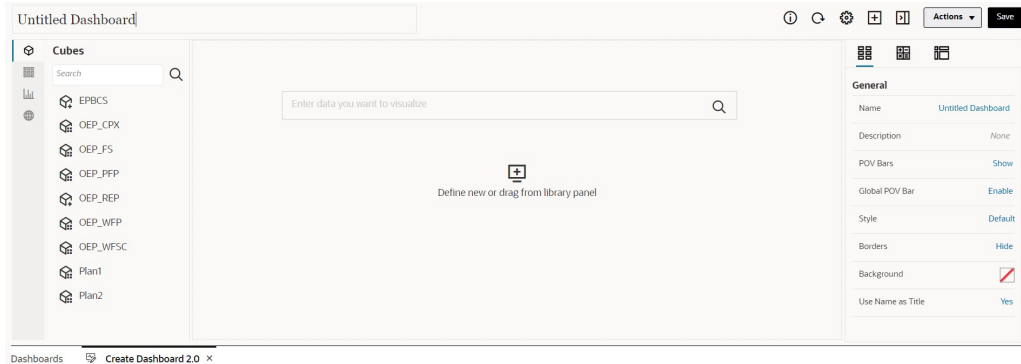 Untitled Dashboard
Actions
Save
Cubes
Search
EPBCS
OEP_CPX
OEP_FS
OEP_PFP
OEP_REP
OEP_WFP
OEP_WFSC
Plan1
Plan2
Enter data you want to visualize
Define new or drag from library panel
General
Name Untitled Dashboard
Description None
POV Bars Show
Global POV Bar Enable
Style Default
Borders Hide
Background
Use Name as Title Yes
Dashboards Create Dashboard 2.0 ×